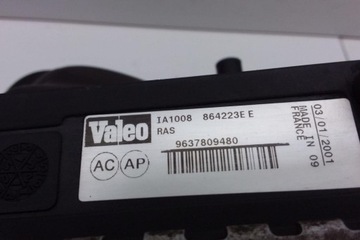 Valeo
IA1008 864223E E
RAS
9637809480
AC AP
03/01/2001
MADE IN 09
FRANCE